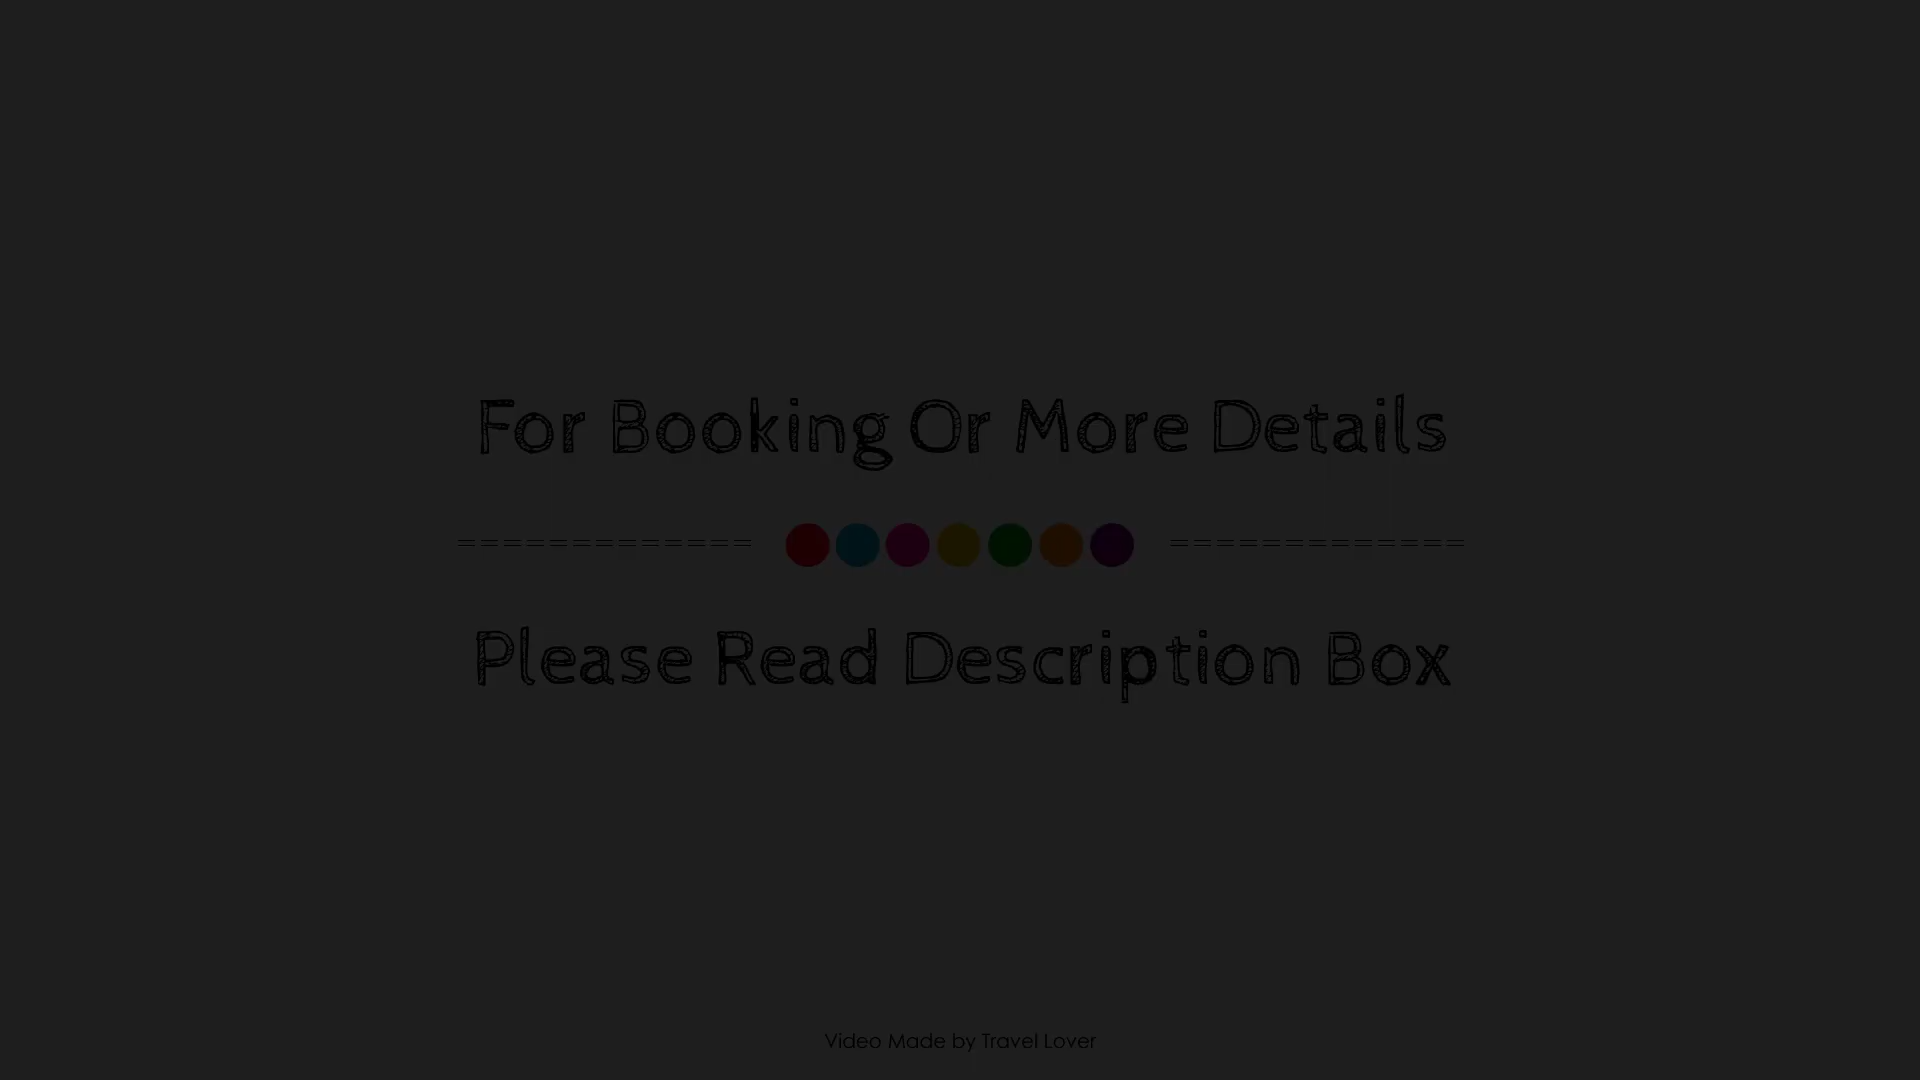 For Booking Or More Details
============= =============
Please Read Description Box
Video Made by Travel Lover